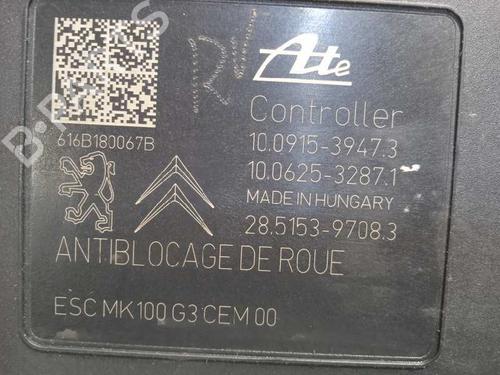 Ate
616B180067B
Controller
10.0915-3947.3
10.0625-3287.1
MADE IN HUNGARY
28.5153-9708.3
ANTIBLOCAGE DE ROUE
ESC MK100 G3 CEM 00
B-PARTS